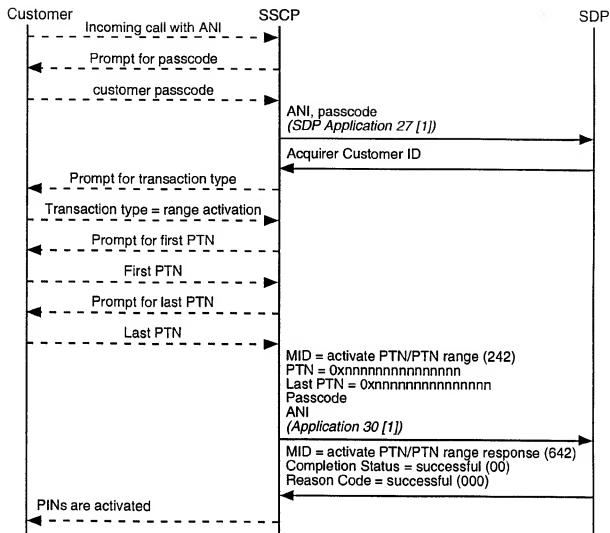 Customer SSCP SDP
Incoming call with ANI
Prompt for passcode
customer passcode
ANI, passcode
(SDP Application 27 [1])
Acquirer Customer ID
Prompt for transaction type
Transaction type = range activation
Prompt for first PTN
First PTN
Prompt for last PTN
Last PTN
MID = activate PTN/PTN range (242)
PTN = 0xnnnnnnnnnnnnnnnn
Last PTN = 0xnnnnnnnnnnnnnnnn
Passcode
ANI
(Application 30 [1])
MID = activate PTN/PTN range response (642)
Completion Status = successful (00)
Reason Code = successful (000)
PINs are activated